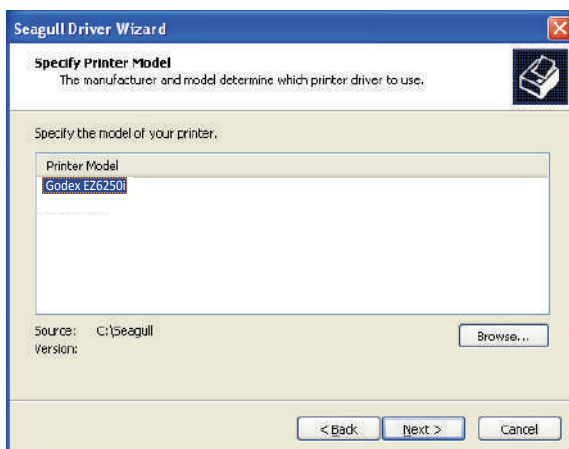 Seagull Driver Wizard
Specify Printer Model
The manufacturer and model determine which printer driver to use.
Specify the model of your printer.
Printer Model
Godex EZ6250i
Source: C:\Seagull
Browse...
Version:
< Back Next > Cancel